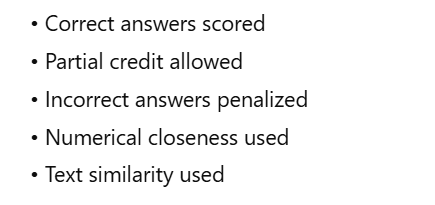 • Correct answers scored
• Partial credit allowed
• Incorrect answers penalized
• Numerical closeness used
• Text similarity used